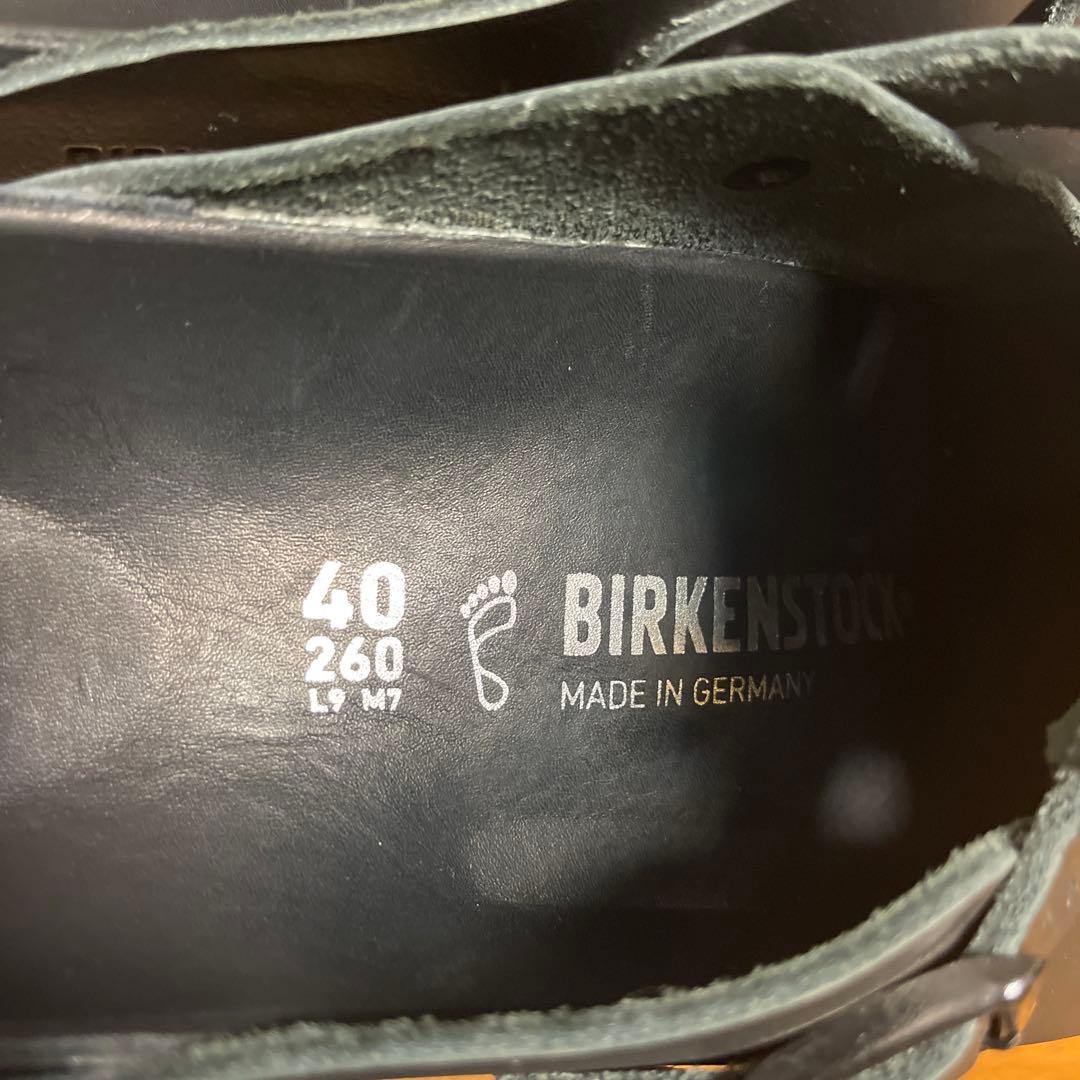 40
260
L9 M7
BIRKENSTOCK
MADE IN GERMANY